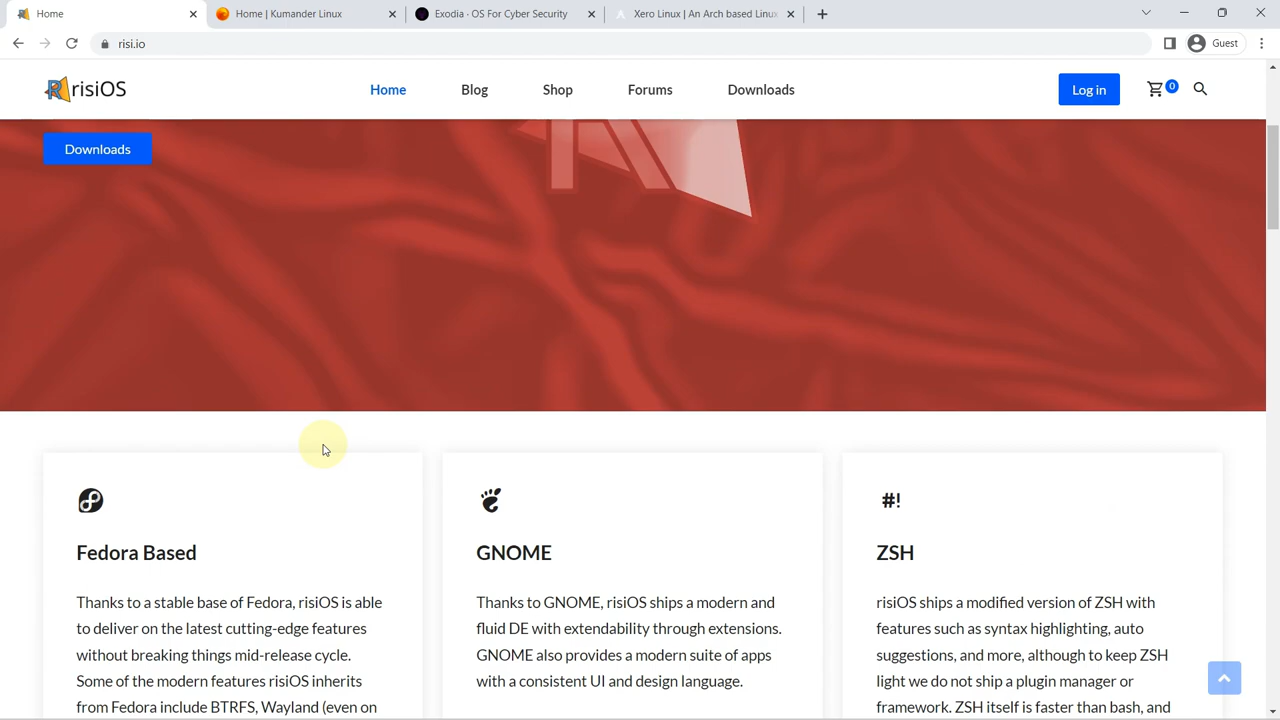 Home
Home | Kumander Linux
Exodia - OS For Cyber Security
Xero Linux | An Arch based Linux
risi.io
Guest
risiOS
Home
Blog
Shop
Forums
Downloads
Log in
0
Downloads
#!
Fedora Based
Thanks to a stable base of Fedora, risiOS is able
to deliver on the latest cutting-edge features
without breaking things mid-release cycle.
Some of the modern features risiOS inherits
from Fedora include BTRFS, Wayland (even on
GNOME
Thanks to GNOME, risiOS ships a modern and
fluid DE with extendability through extensions.
GNOME also provides a modern suite of apps
with a consistent UI and design language.
ZSH
risiOS ships a modified version of ZSH with
features such as syntax highlighting, auto
suggestions, and more, although to keep ZSH
light we do not ship a plugin manager or
framework. ZSH itself is faster than bash, and